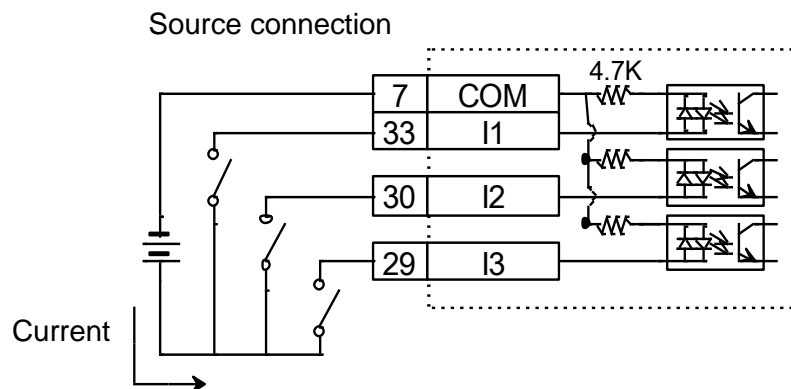 Source connection
4.7K
7 COM
33 I1
30 I2
29 I3
Current